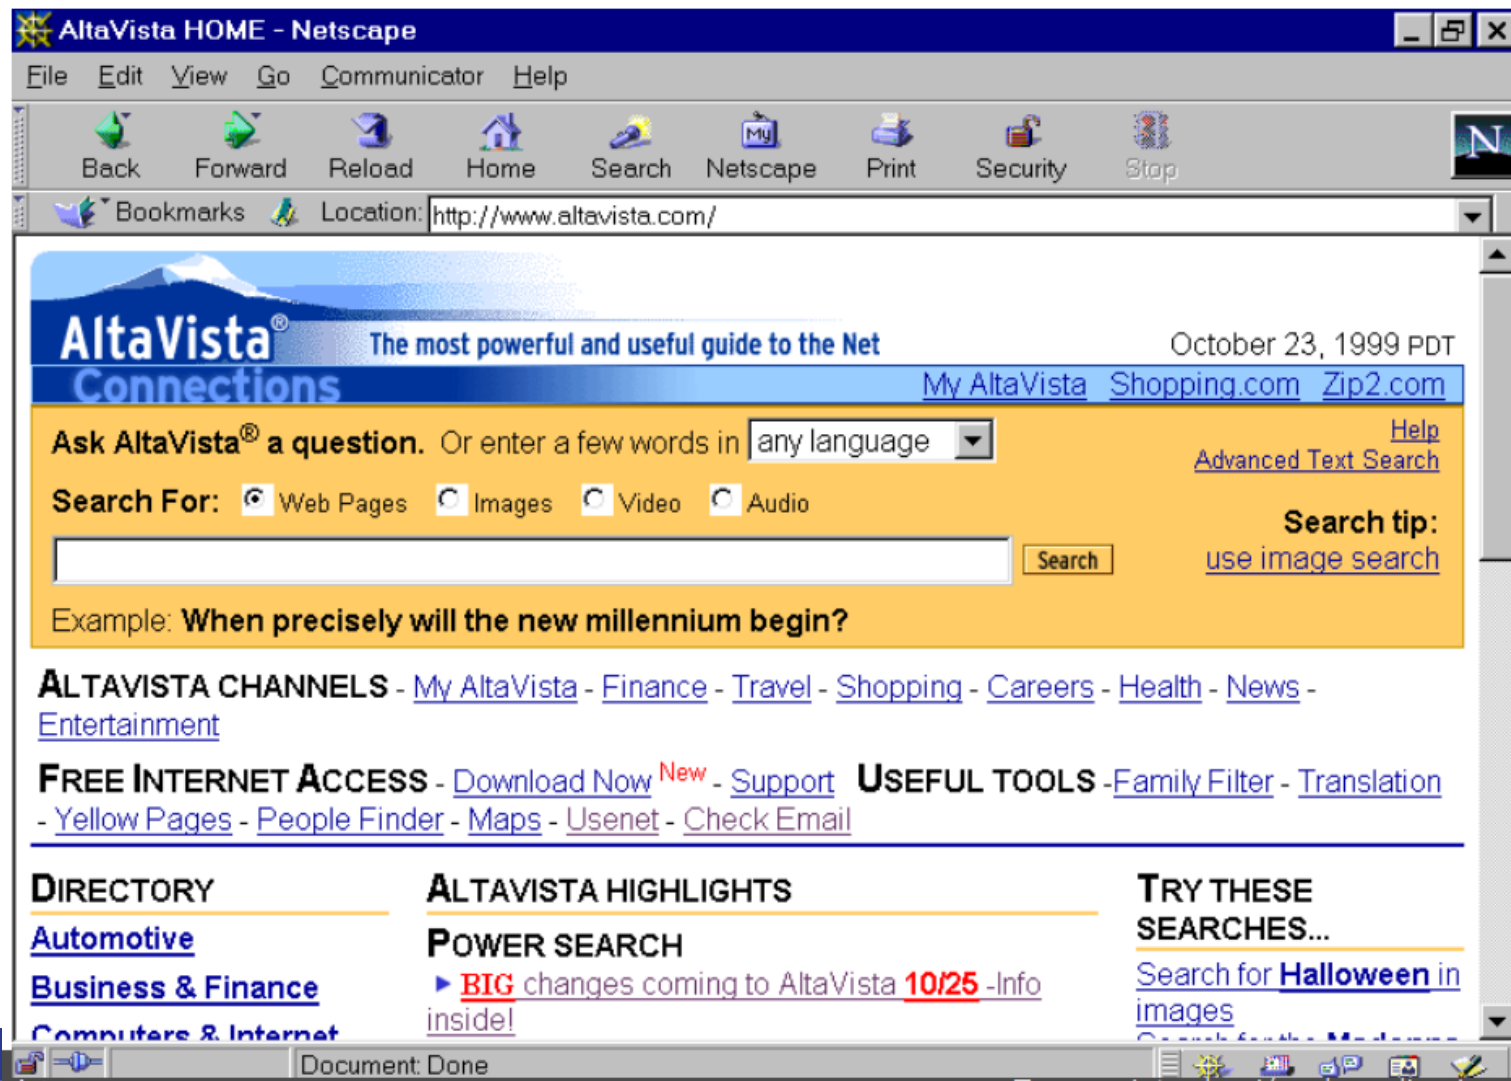 AltaVista HOME - Netscape
File Edit View Go Communicator Help
My N
Back Forward Reload Home Search Netscape Print Security Stop
Bookmarks Location: http://www.altavista.com/
AltaVista® The most powerful and useful guide to the Net October 23, 1999 PDT
Connections My AltaVista Shopping.com Zip2.com
Ask AltaVista® a question. Or enter a few words in any language Help
Advanced Text Search
Search For: Web Pages Images Video Audio
Search tip:
Search use image search
Example: When precisely will the new millennium begin?
ALTAVISTA CHANNELS - My AltaVista - Finance - Travel - Shopping - Careers - Health - News -
Entertainment
FREE INTERNET ACCESS - Download Now New - Support USEFUL TOOLS -Family Filter - Translation
- Yellow Pages - People Finder - Maps - Usenet - Check Email
DIRECTORY
Automotive
Business & Finance
Computers & Internet
ALTAVISTA HIGHLIGHTS
POWER SEARCH
BIG changes coming to AltaVista 10/25 -Info
inside!
TRY THESE
SEARCHES...
Search for Halloween in
images
Document: Done